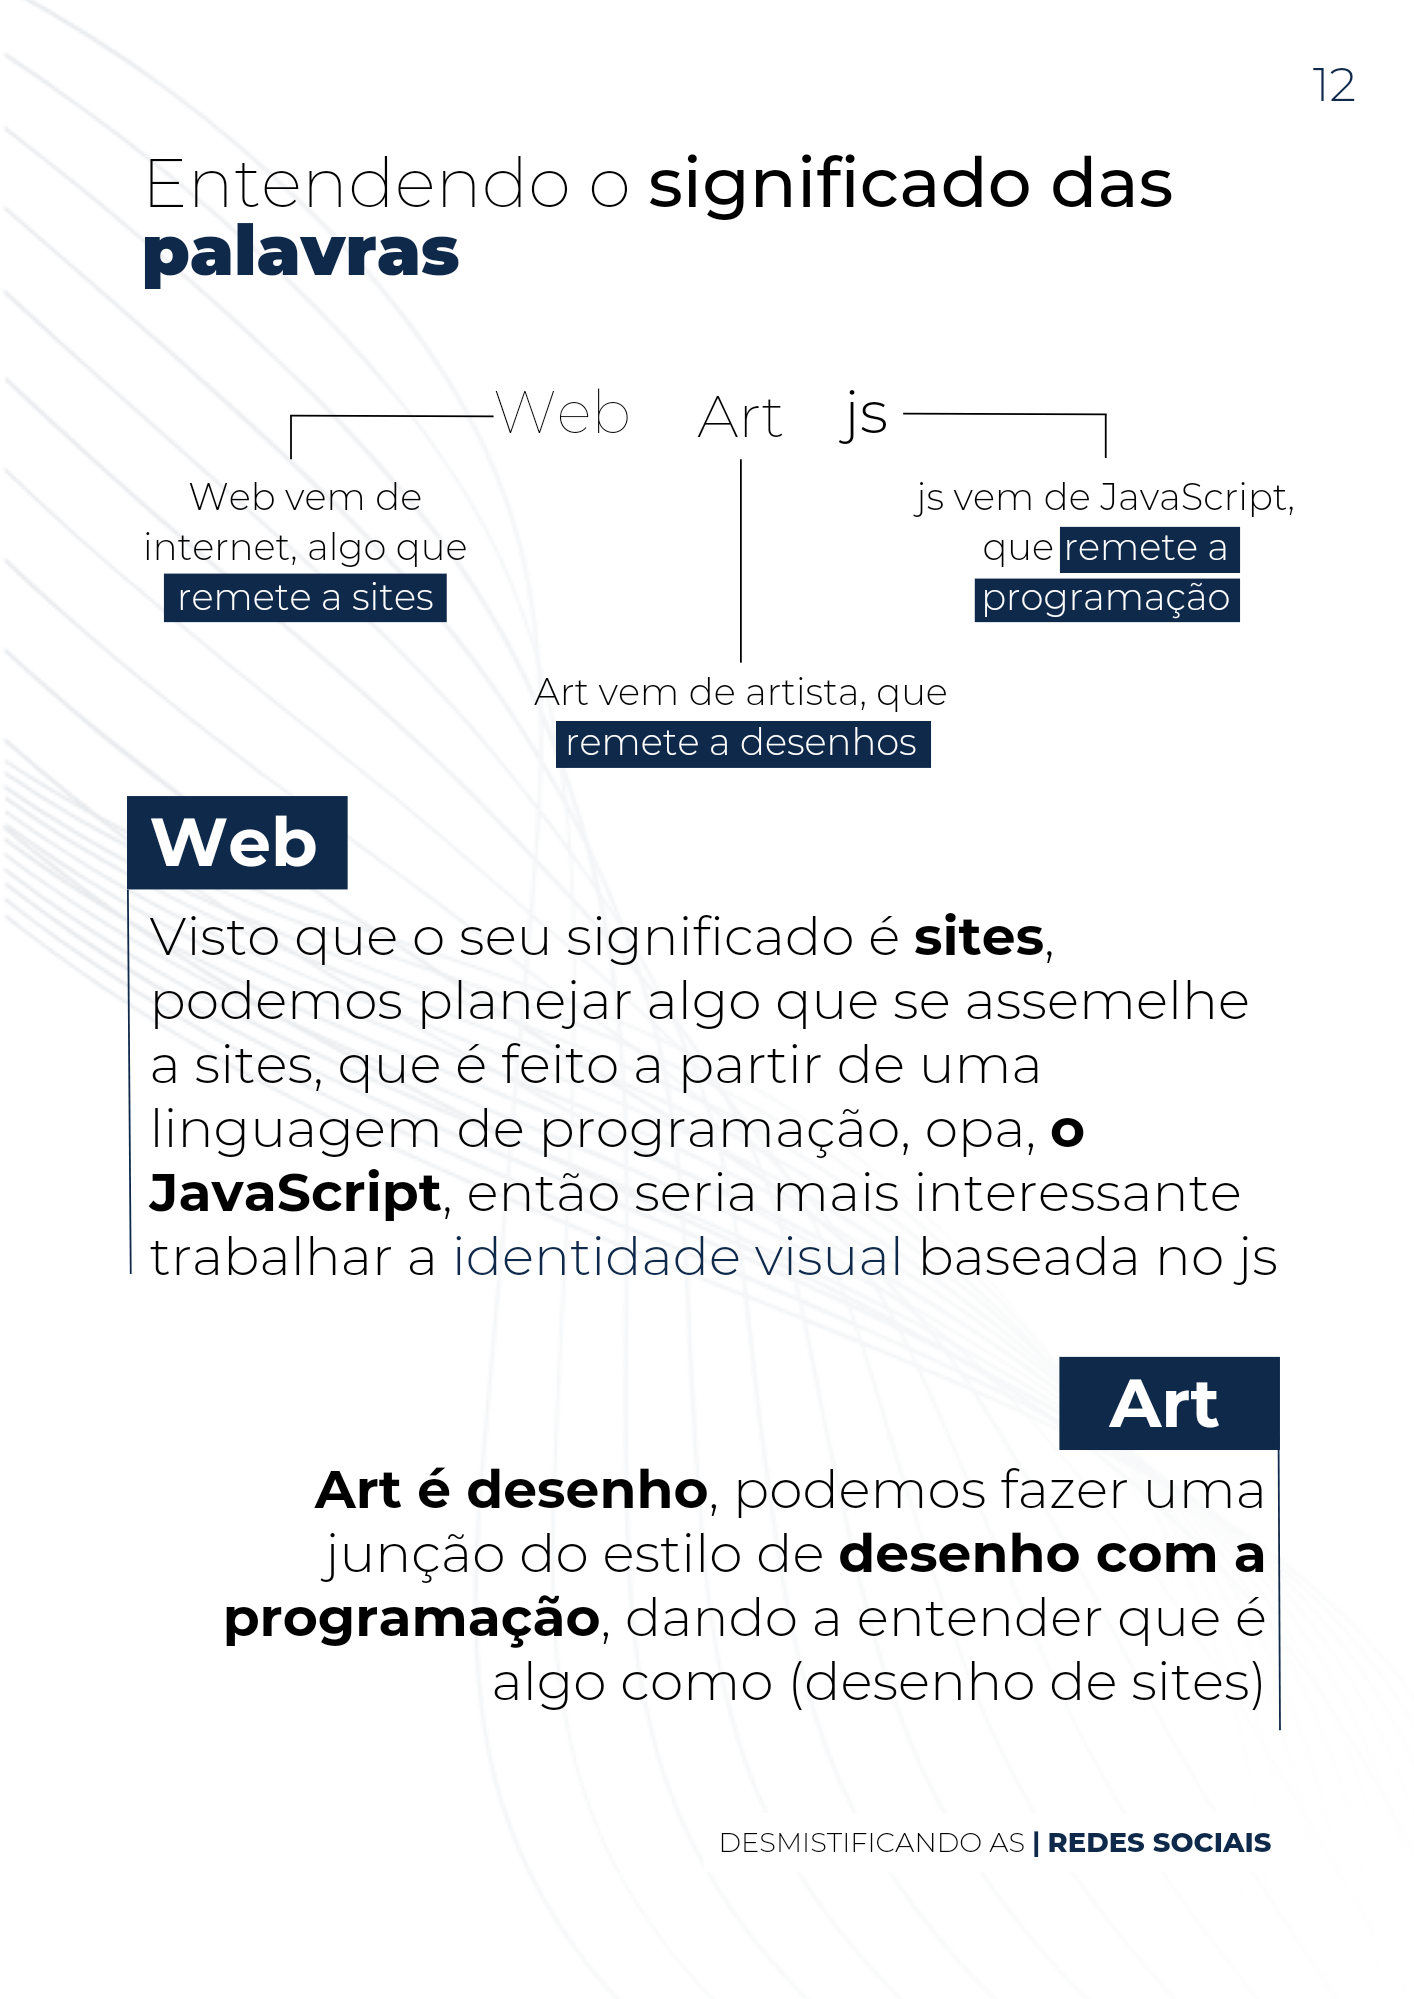 12
Entendendo o significado das
palavras
Web Art js
Web vem de
internet, algo que
remete a sites
js vem de JavaScript,
que remete a
programação
Art vem de artista, que
remete a desenhos
Web
Visto que o seu significado é sites,
podemos planejar algo que se assemelhe
a sites, que é feito a partir de uma
linguagem de programação, opa, o
JavaScript, então seria mais interessante
trabalhar a identidade visual baseada no js
Art
Art é desenho, podemos fazer uma
junção do estilo de desenho com a
programação, dando a entender que é
algo como (desenho de sites)
DESMISTIFICANDO AS | REDES SOCIAIS